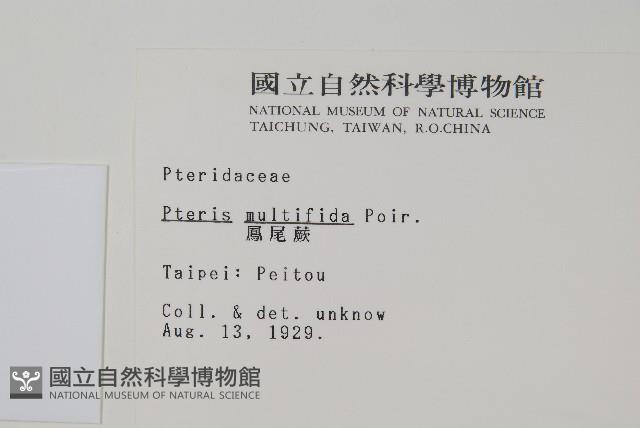 國立自然科學博物館
NATIONAL MUSEUM OF NATURAL SCIENCE
TAICHUNG, TAIWAN, R.O.CHINA
Pteridaceae
Pteris multifida Poir.
鳳尾蕨
Taipei: Peitou
Coll. & det. unknow
Aug. 13, 1929.
國立自然科學博物館
NATIONAL MUSEUM OF NATURAL SCIENCE